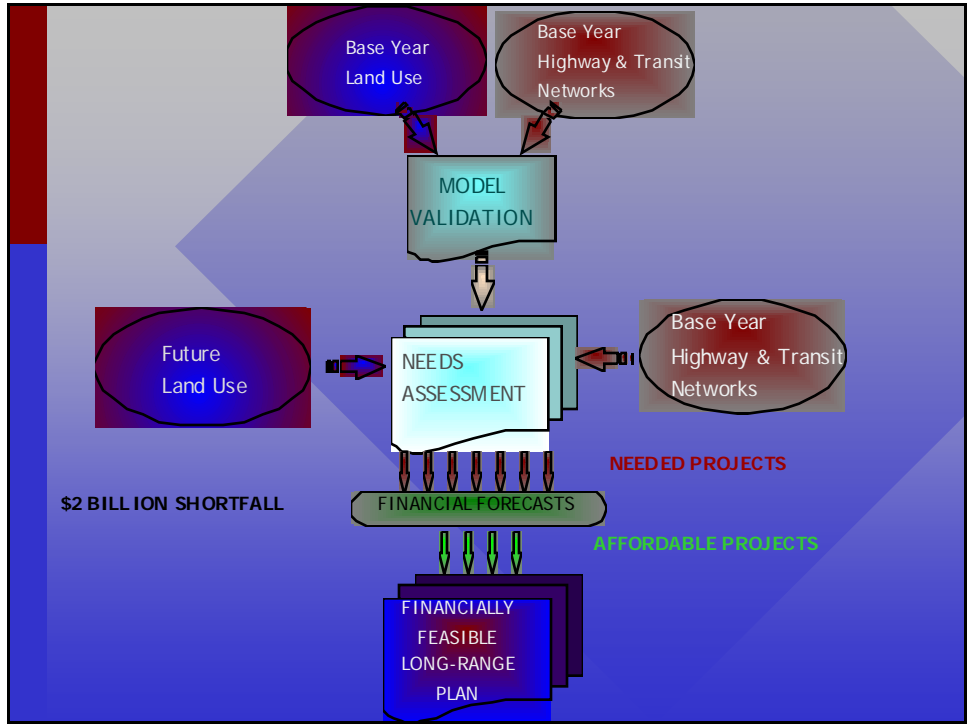 Base Year
Land Use
Base Year
Highway & Transit
Networks
MODEL
VALIDATION
Future
Land Use
NEEDS
ASSESSMENT
Base Year
Highway & Transit
Networks
NEEDED PROJECTS
$2 BILLION SHORTFALL
FINANCIAL FORECASTS
AFFORDABLE PROJECTS
FINANCIALLY
FEASIBLE
LONG-RANGE
PLAN